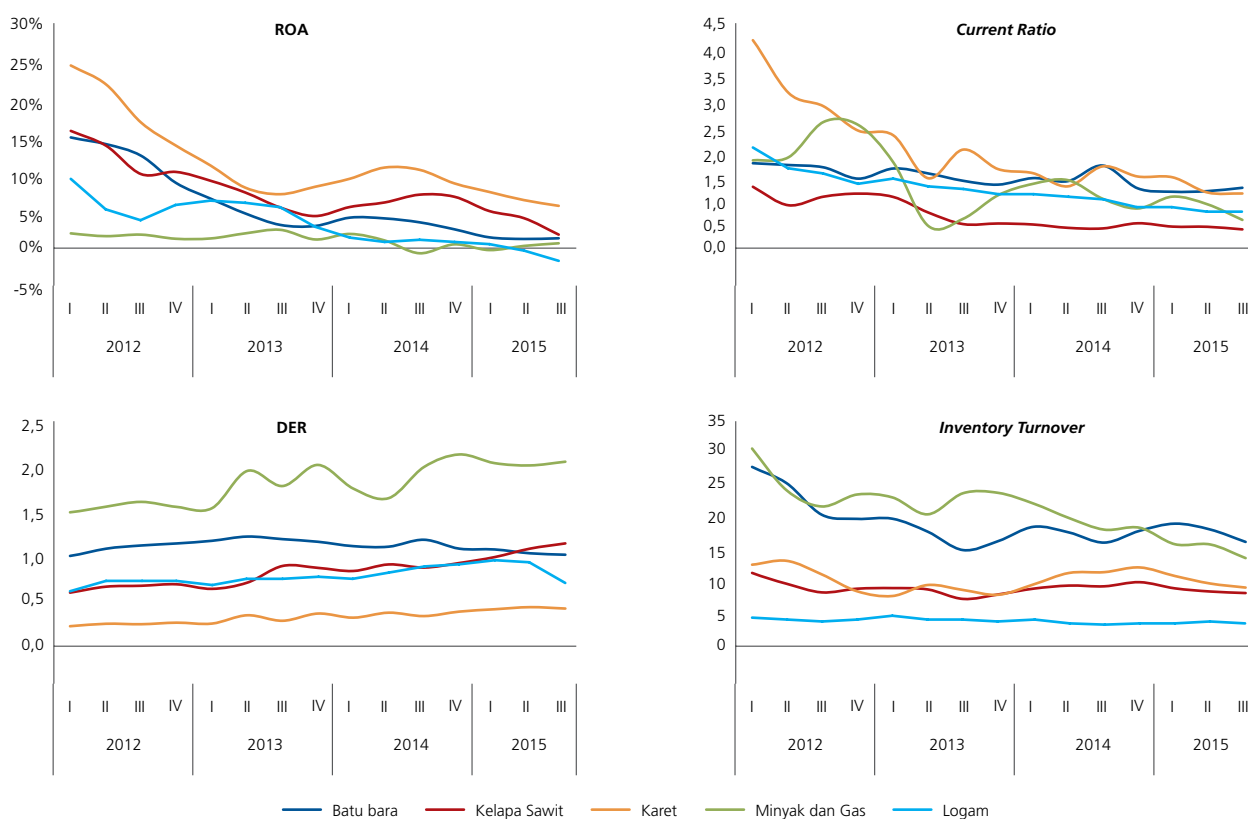 ROA
30%
25%
20%
15%
10%
5%
0%
-5%
I II III IV I II III IV I II III IV I II III
2012 2013 2014 2015
Current Ratio
4,5
4,0
3,5
3,0
2,5
2,0
1,5
1,0
0,5
0,0
I II III IV I II III IV I II III IV I II III
2012 2013 2014 2015
DER
2,5
2,0
1,5
1,0
0,5
0,0
I II III IV I II III IV I II III IV I II III
2012 2013 2014 2015
Inventory Turnover
35
30
25
20
15
10
5
0
I II III IV I II III IV I II III IV I II III
2012 2013 2014 2015
Batu bara Kelapa Sawit Karet Minyak dan Gas Logam